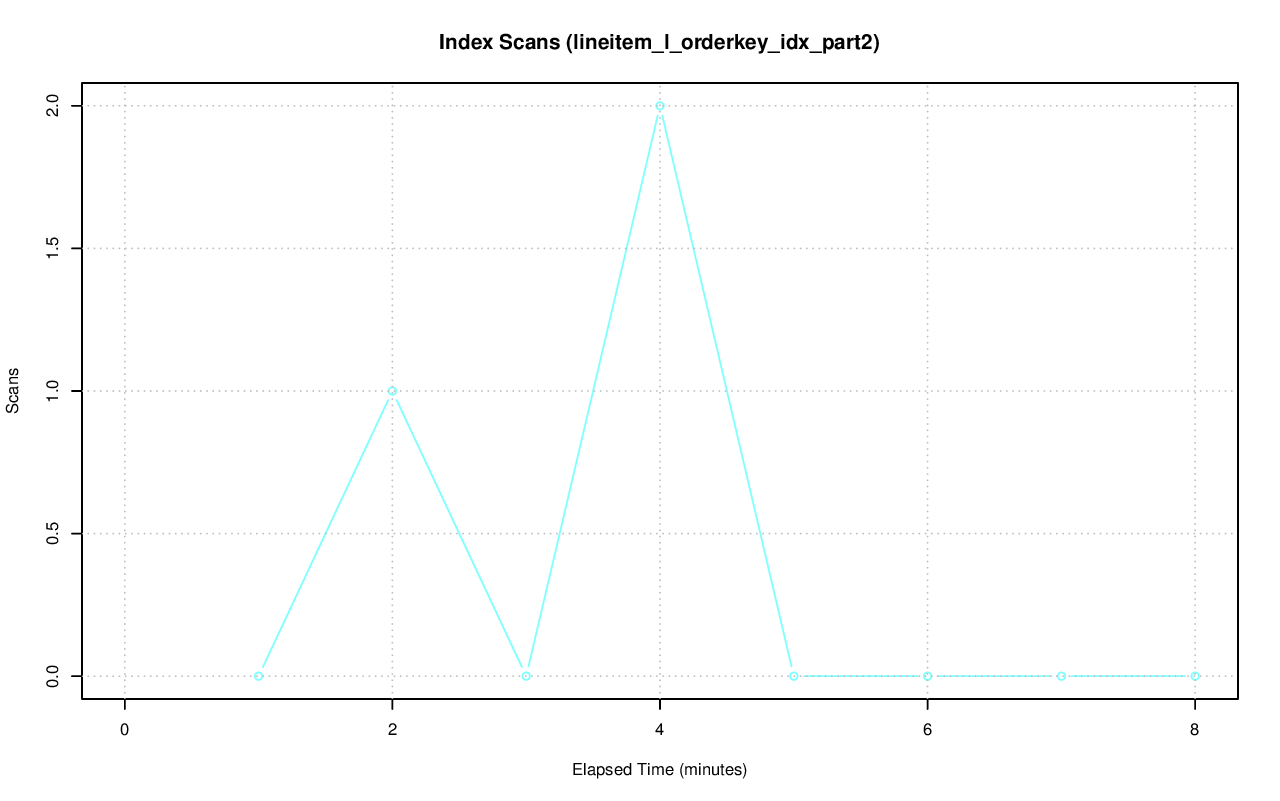 Index Scans (lineitem_l_orderkey_idx_part2)
2.0
1.5
1.0
0.5
0.0
Scans
0 2 4 6 8
Elapsed Time (minutes)